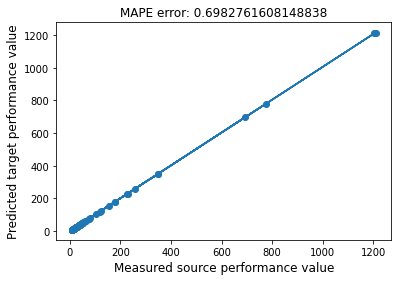 MAPE error: 0.6982761608148838
Predicted target performance value
1200
1000
800
600
400
200
0
0 200 400 600 800 1000 1200
Measured source performance value